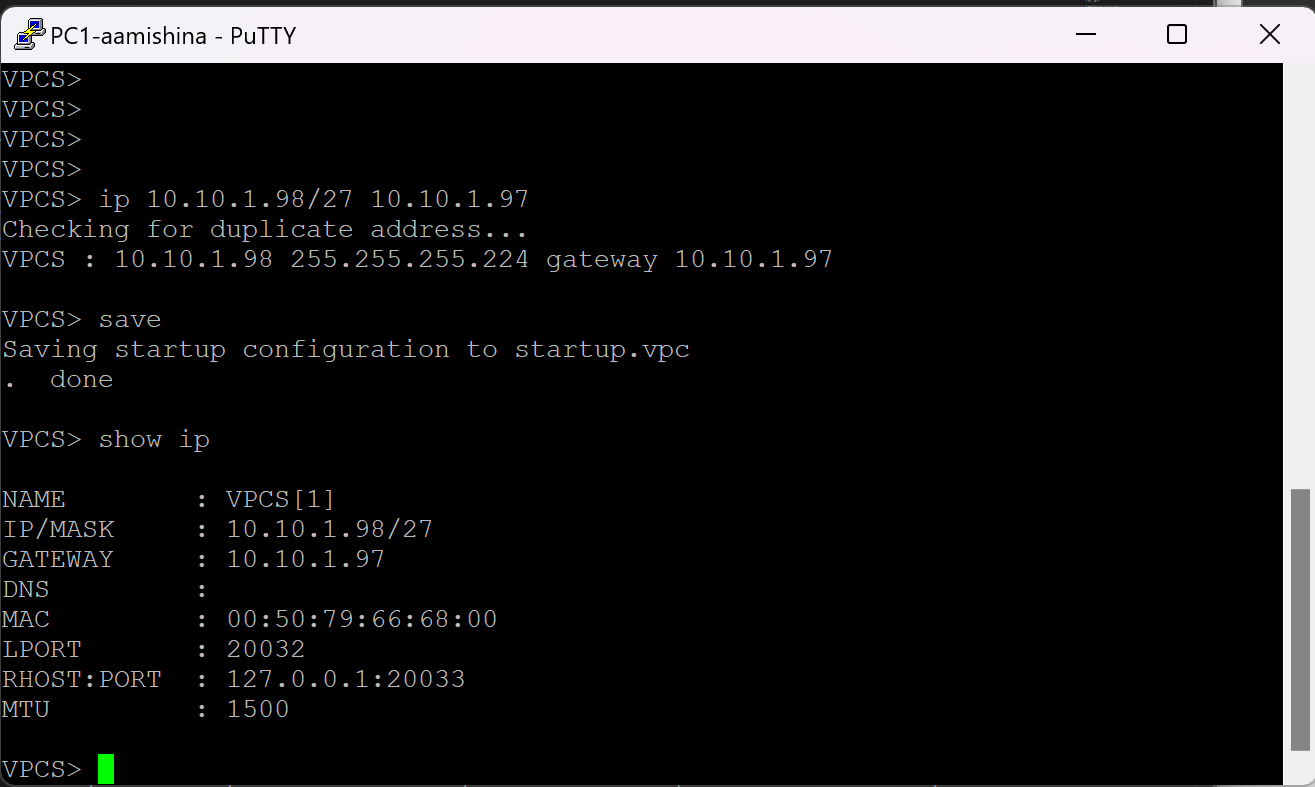 PC1-aamishina - PuTTY
VPCS>
VPCS>
VPCS>
VPCS>
VPCS> ip 10.10.1.98/27 10.10.1.97
Checking for duplicate address...
VPCS : 10.10.1.98 255.255.255.224 gateway 10.10.1.97
VPCS> save
Saving startup configuration to startup.vpc
.  done
VPCS> show ip
NAME        : VPCS[1]
IP/MASK     : 10.10.1.98/27
GATEWAY     : 10.10.1.97
DNS         :
MAC         : 00:50:79:66:68:00
LPORT       : 20032
RHOST:PORT  : 127.0.0.1:20033
MTU         : 1500
VPCS>